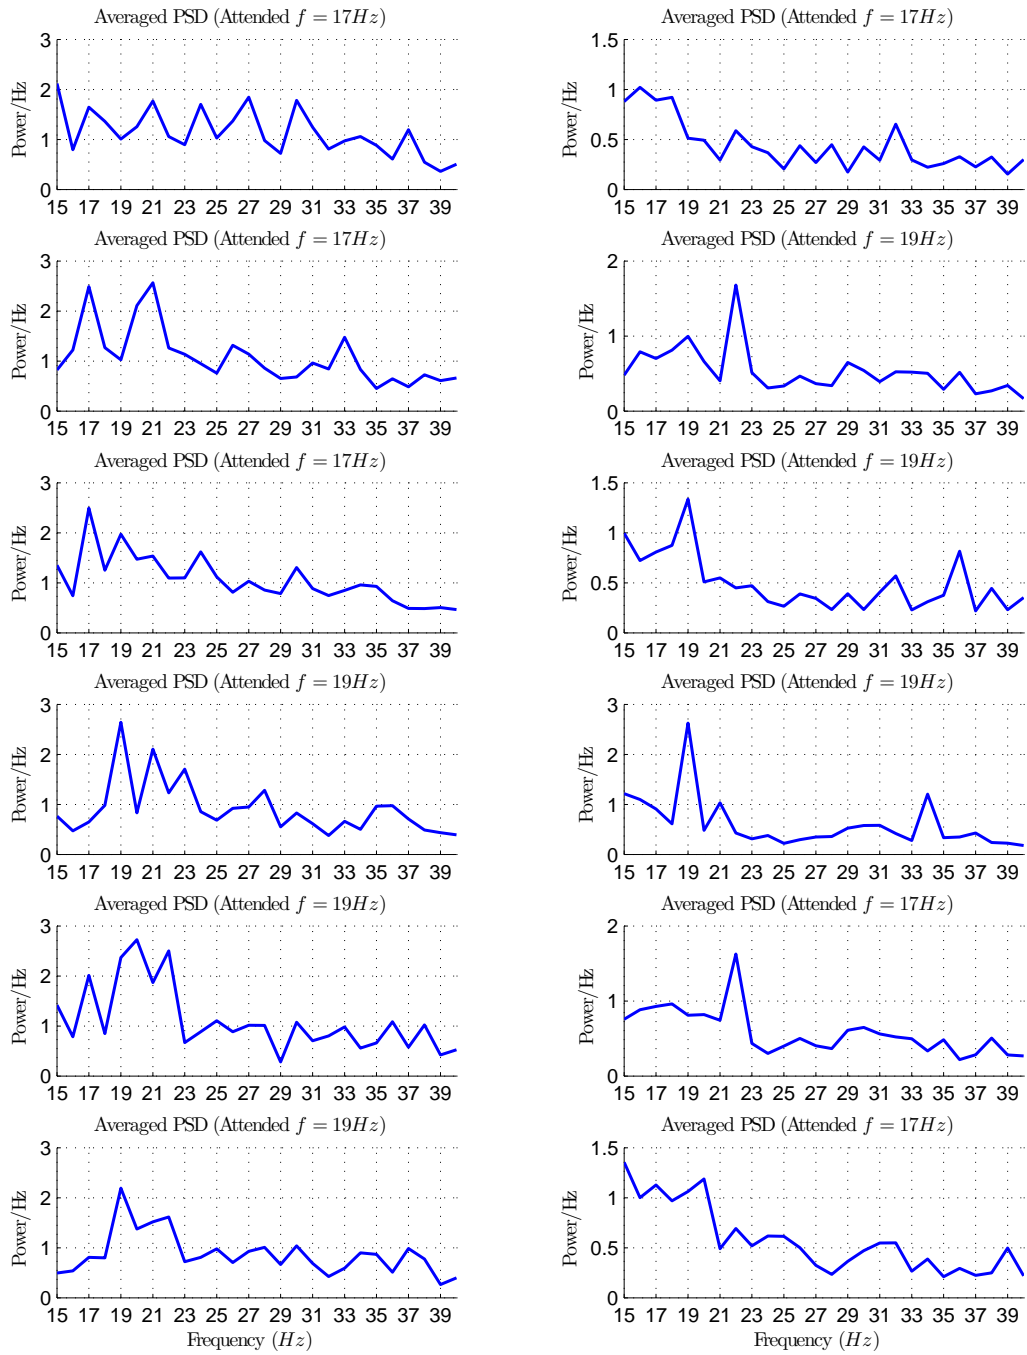 Averaged PSD (Attended f = 17Hz)
Averaged PSD (Attended f = 17Hz)
3
2
1
0
Power/Hz
15 17 19 21 23 25 27 29 31 33 35 37 39
1.5
1
0.5
0
Power/Hz
15 17 19 21 23 25 27 29 31 33 35 37 39
Averaged PSD (Attended f = 17Hz)
Averaged PSD (Attended f = 19Hz)
3
2
1
0
Power/Hz
15 17 19 21 23 25 27 29 31 33 35 37 39
2
1
0
Power/Hz
15 17 19 21 23 25 27 29 31 33 35 37 39
Averaged PSD (Attended f = 17Hz)
Averaged PSD (Attended f = 19Hz)
3
2
1
0
Power/Hz
15 17 19 21 23 25 27 29 31 33 35 37 39
1.5
1
0.5
0
Power/Hz
15 17 19 21 23 25 27 29 31 33 35 37 39
Averaged PSD (Attended f = 19Hz)
Averaged PSD (Attended f = 19Hz)
3
2
1
0
Power/Hz
15 17 19 21 23 25 27 29 31 33 35 37 39
3
2
1
0
Power/Hz
15 17 19 21 23 25 27 29 31 33 35 37 39
Averaged PSD (Attended f = 19Hz)
Averaged PSD (Attended f = 17Hz)
3
2
1
0
Power/Hz
15 17 19 21 23 25 27 29 31 33 35 37 39
2
1
0
Power/Hz
15 17 19 21 23 25 27 29 31 33 35 37 39
Averaged PSD (Attended f = 19Hz)
Averaged PSD (Attended f = 17Hz)
3
2
1
0
Power/Hz
15 17 19 21 23 25 27 29 31 33 35 37 39
Frequency (Hz)
1.5
1
0.5
0
Power/Hz
15 17 19 21 23 25 27 29 31 33 35 37 39
Frequency (Hz)